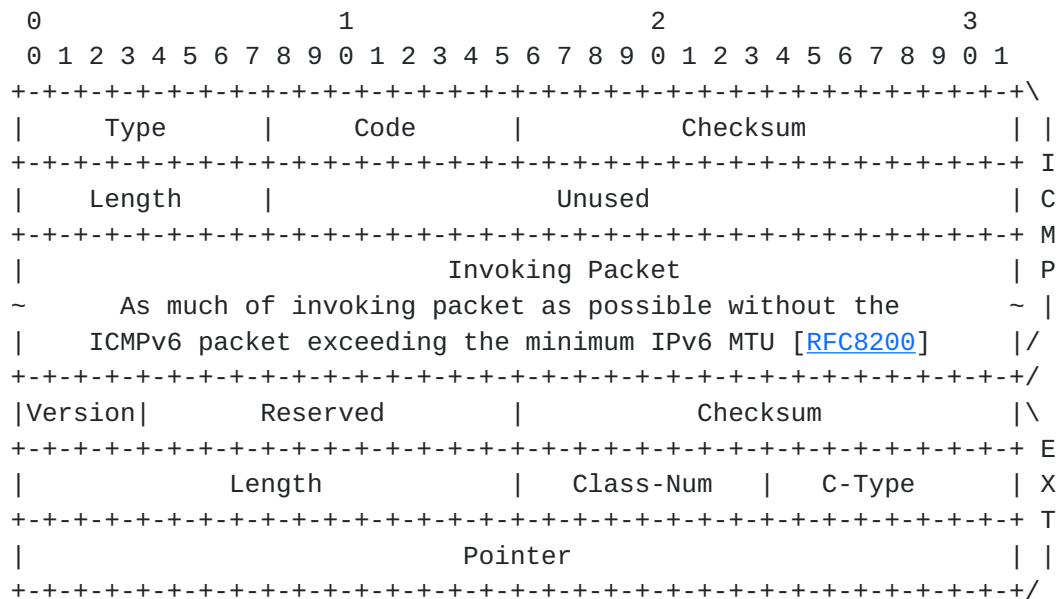 0                   1                   2                   3
 0 1 2 3 4 5 6 7 8 9 0 1 2 3 4 5 6 7 8 9 0 1 2 3 4 5 6 7 8 9 0 1
+-+-+-+-+-+-+-+-+-+-+-+-+-+-+-+-+-+-+-+-+-+-+-+-+-+-+-+-+-+-+-+-+\
|     Type      |     Code      |          Checksum             | |
+-+-+-+-+-+-+-+-+-+-+-+-+-+-+-+-+-+-+-+-+-+-+-+-+-+-+-+-+-+-+-+-+ I
|    Length     |                  Unused                       | C
+-+-+-+-+-+-+-+-+-+-+-+-+-+-+-+-+-+-+-+-+-+-+-+-+-+-+-+-+-+-+-+-+ M
|                           Invoking Packet                     | P
~      As much of invoking packet as possible without the       ~ |
|    ICMPv6 packet exceeding the minimum IPv6 MTU [RFC8200]     |/
+-+-+-+-+-+-+-+-+-+-+-+-+-+-+-+-+-+-+-+-+-+-+-+-+-+-+-+-+-+-+-+-+/
|Version|       Reserved        |           Checksum            |\
+-+-+-+-+-+-+-+-+-+-+-+-+-+-+-+-+-+-+-+-+-+-+-+-+-+-+-+-+-+-+-+-+ E
|             Length            |   Class-Num   |   C-Type      | X
+-+-+-+-+-+-+-+-+-+-+-+-+-+-+-+-+-+-+-+-+-+-+-+-+-+-+-+-+-+-+-+-+ T
|                            Pointer                            | |
+-+-+-+-+-+-+-+-+-+-+-+-+-+-+-+-+-+-+-+-+-+-+-+-+-+-+-+-+-+-+-+-+/